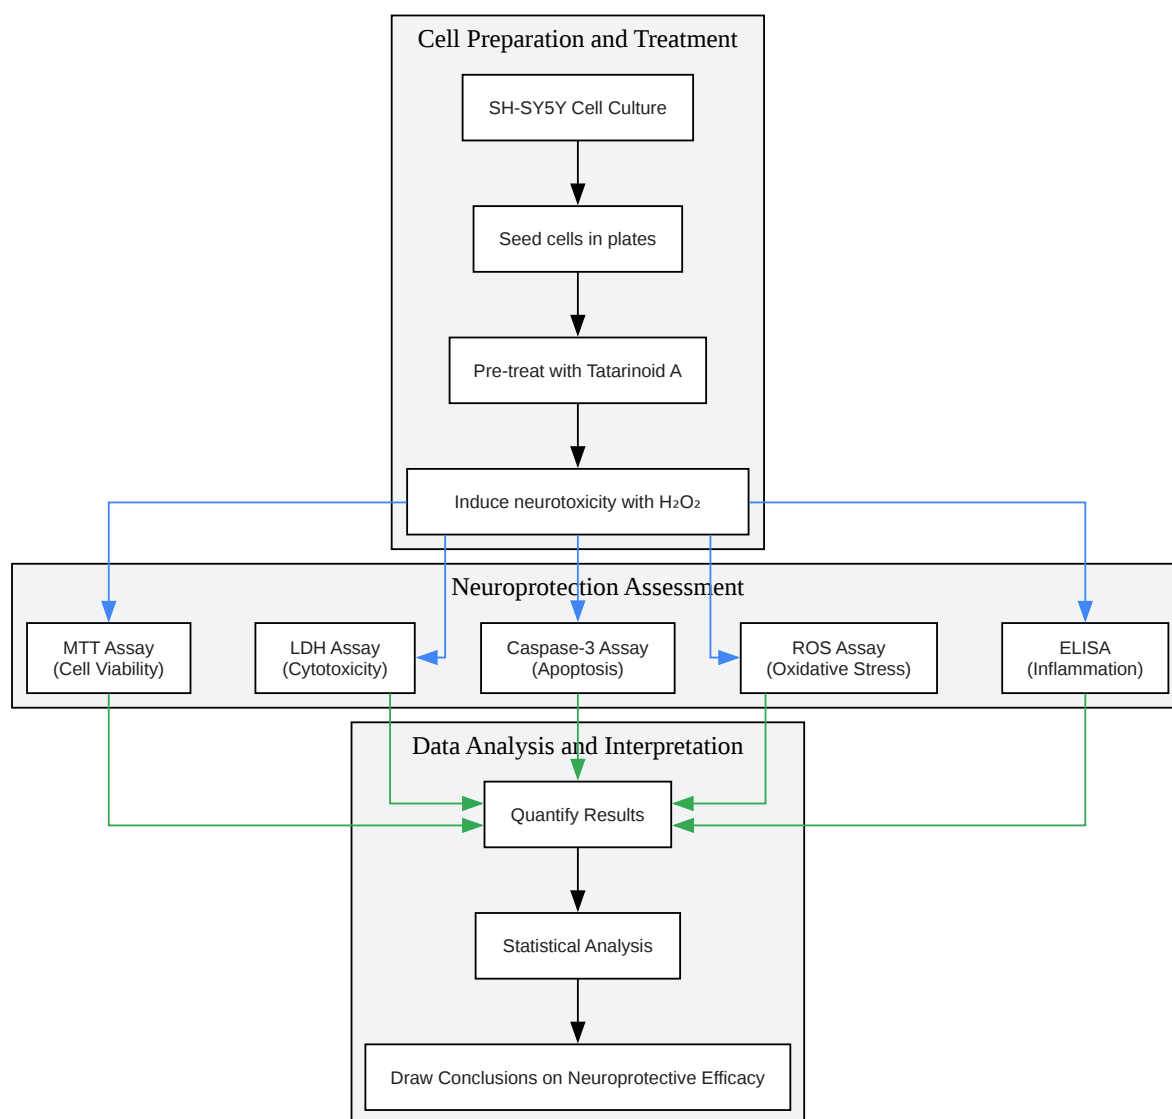 Cell Preparation and Treatment
SH-SY5Y Cell Culture
Seed cells in plates
Pre-treat with Tatarinoid A
Induce neurotoxicity with H₂O₂
Neuroprotection Assessment
MTT Assay
(Cell Viability)
LDH Assay
(Cytotoxicity)
Caspase-3 Assay
(Apoptosis)
ROS Assay
(Oxidative Stress)
ELISA
(Inflammation)
Data Analysis and Interpretation
Quantify Results
Statistical Analysis
Draw Conclusions on Neuroprotective Efficacy